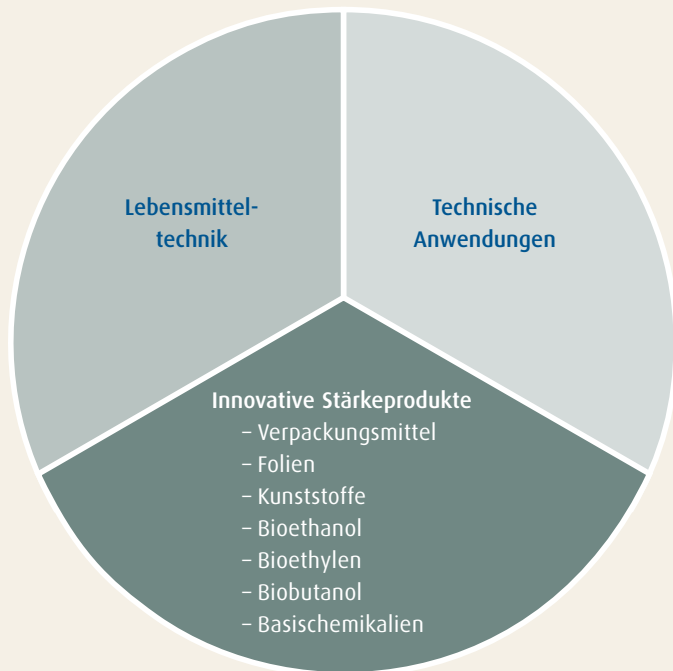 Lebensmittel-
technik
Technische
Anwendungen
Innovative Stärkeprodukte
– Verpackungsmittel
– Folien
– Kunststoffe
– Bioethanol
– Bioethylen
– Biobutanol
– Basischemikalien